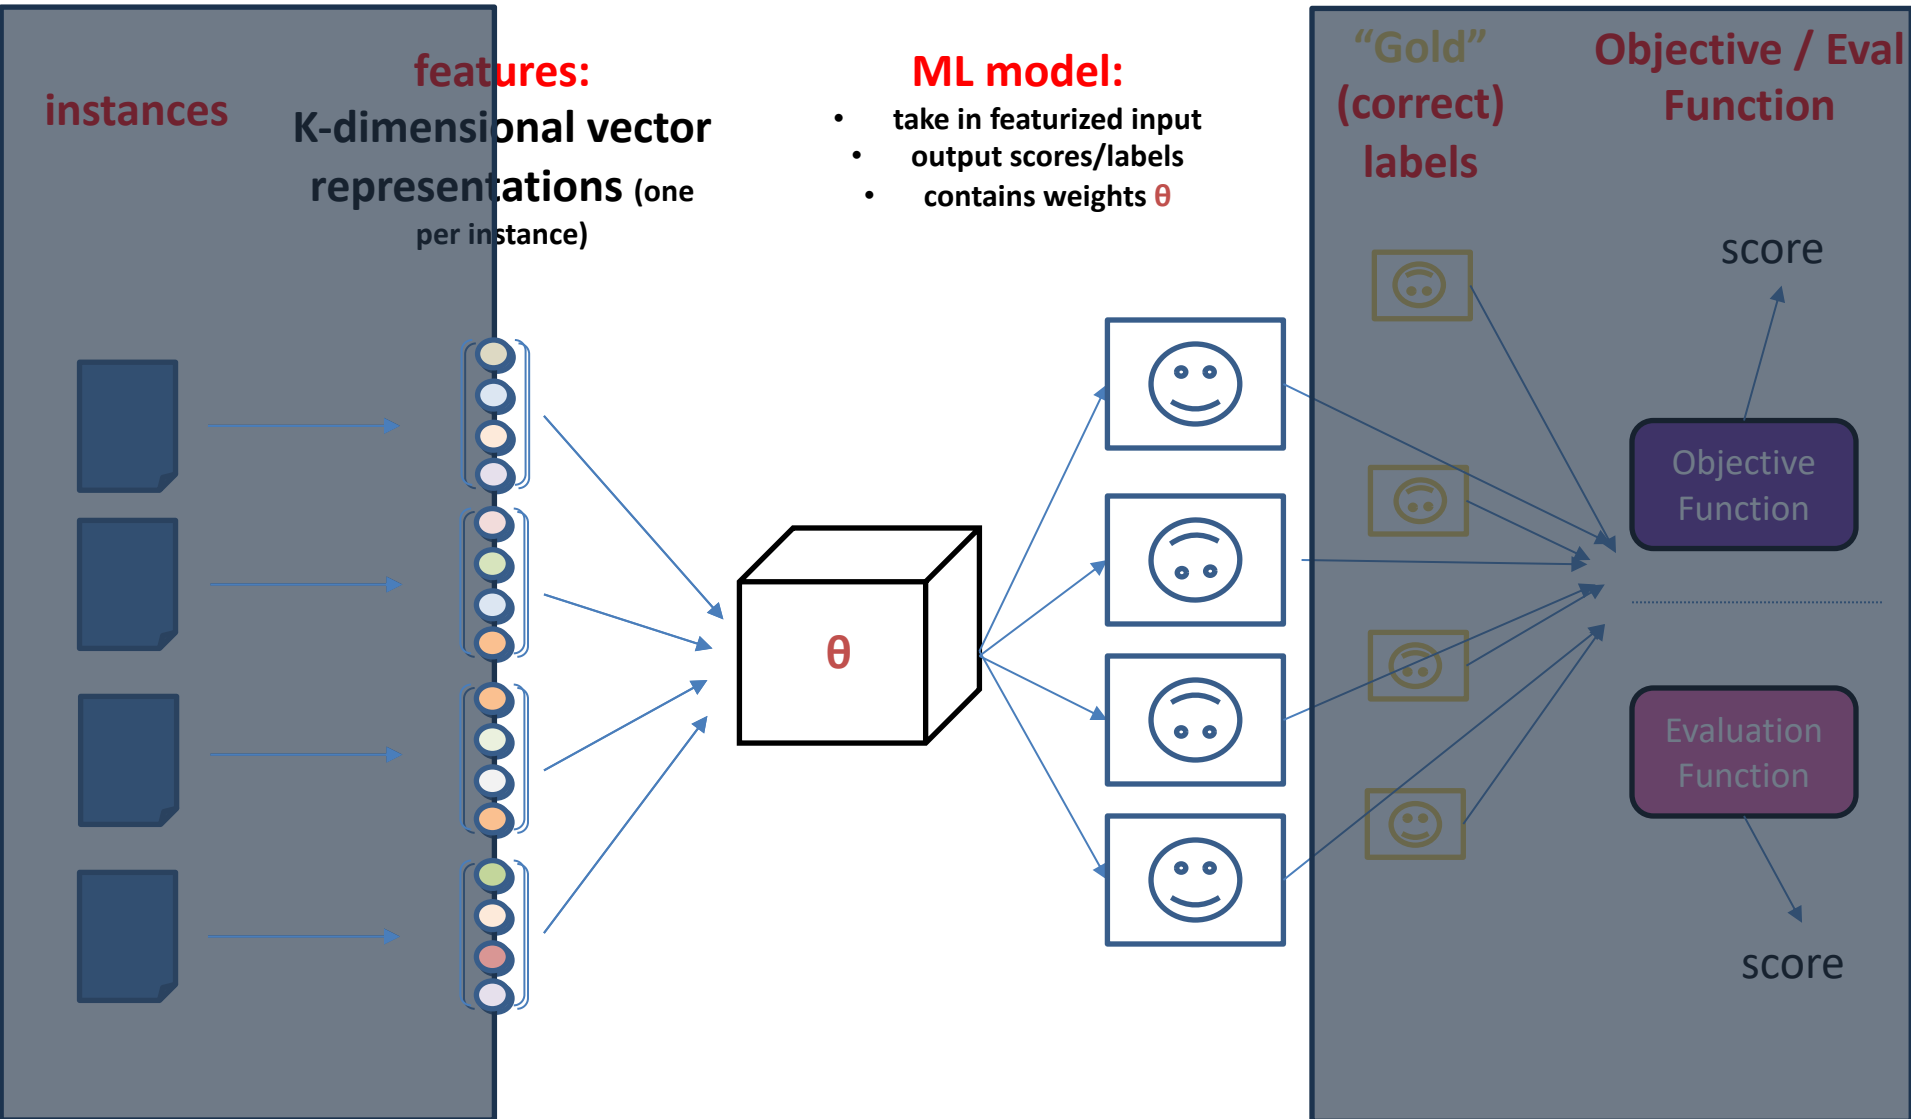 instances
features:
K-dimensional vector
representations (one
per instance)
ML model:
• take in featurized input
• output scores/labels
• contains weights θ
“Gold”
(correct)
labels
Objective / Eval
Function
θ
score
Objective
Function
Evaluation
Function
score